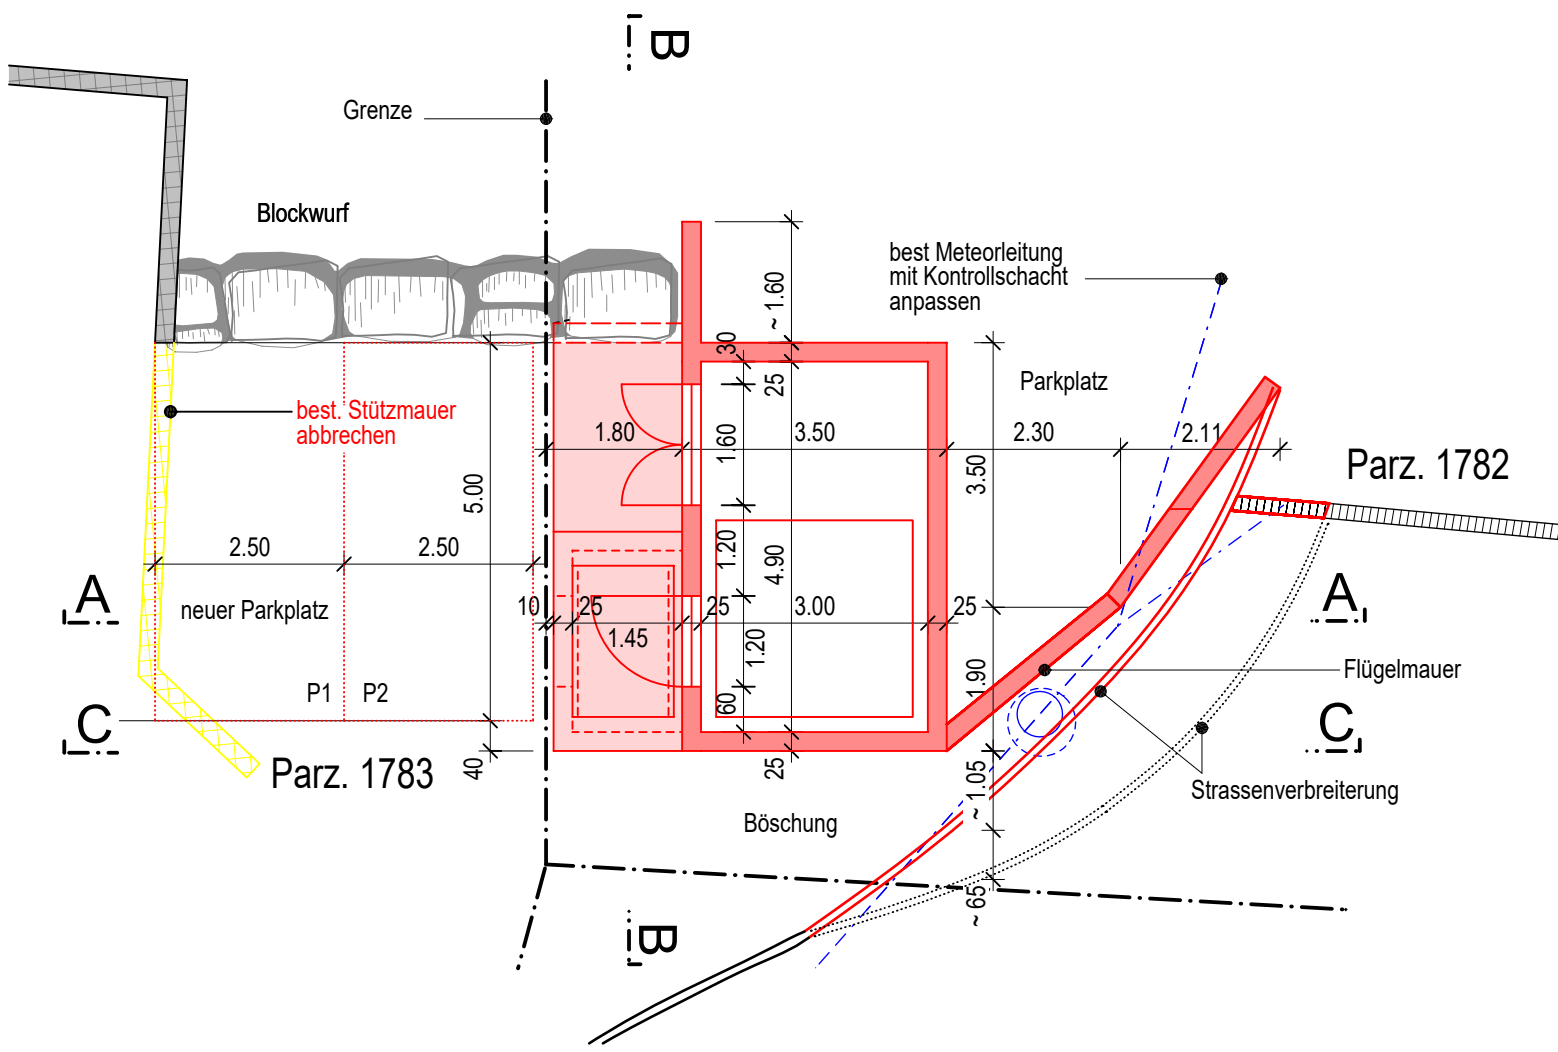 B
Grenze
Blockwurf
best Meteorleitung
mit Kontrollschacht
anpassen
~ 1.60
30
25
Parkplatz
best. Stützmauer
abbrechen
1.80
1.60
3.50
2.30
2.11
3.50
Parz. 1782
5.00
2.50
2.50
1.20
4.90
A
neuer Parkplatz
10
25
1.45
25
3.00
25
A
1.20
1.90
Flügelmauer
P1
P2
60
C
C
Parz. 1783
40
25
~ 1.05
Strassenverbreiterung
Böschung
~ 65
B